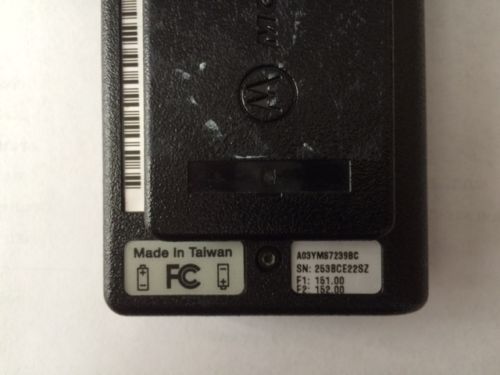 Made In Taiwan
FC
A03YMS7239BC
SN: 253BCE22SZ
F1: 151.00
F2: 152.00